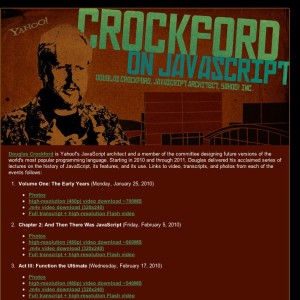 YAHOO!
CROCKFORD
ON JAVASCRIPT
DOUGLAS CROCKFORD, JAVASCRIPT ARCHITECT, YAHOO! INC.
Douglas Crockford is Yahoo!'s JavaScript architect and a member of the committee designing future versions of the
world's most popular programming language. Starting in 2010 and through 2011, Douglas delivered his acclaimed series of
lectures on the history of JavaScript, its features, and its use. Links to video, transcripts, and photos from each of the
events follows:
1. Volume One: The Early Years (Monday, January 25, 2010)
Photos
high-resolution (480p) video download ~769MB
.m4v video download (320x240)
Full transcript + high-resolution Flash video
2. Chapter 2: And Then There Was JavaScript (Friday, February 5, 2010)
Photos
high-resolution (480p) video download
.m4v video download (320x240)
Full transcript + high-resolution Flash video
3. Act III: Function the Ultimate (Wednesday, February 17, 2010)
Photos
high-resolution (480p) video download
.m4v video download (320x240)
Full transcript + high-resolution Flash video